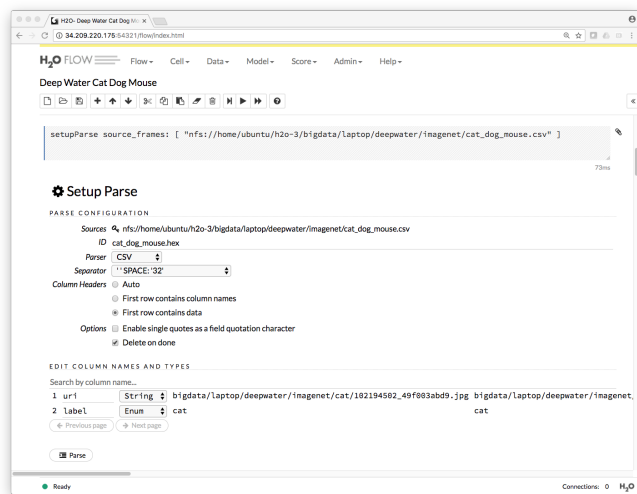 H2O- Deep Water Cat Dog Mo
34.209.220.175:54321/flow/index.html
H2O FLOW Flow Cell Data Model Score Admin Help
Deep Water Cat Dog Mouse
setupParse source_frames: [ "nfs://home/ubuntu/h2o-3/bigdata/laptop/deepwater/imagenet/cat_dog_mouse.csv" ]
73ms
Setup Parse
PARSE CONFIGURATION
Sources nfs://home/ubuntu/h2o-3/bigdata/laptop/deepwater/imagenet/cat_dog_mouse.csv
ID cat_dog_mouse.hex
Parser CSV
Separator ' ' SPACE: '32'
Column Headers Auto
First row contains column names
First row contains data
Options Enable single quotes as a field quotation character
Delete on done
EDIT COLUMN NAMES AND TYPES
Search by column name...
1 uri String bigdata/laptop/deepwater/imagenet/cat/102194502_49f003abd9.jpg bigdata/laptop/deepwater/imagenet
2 label Enum cat cat
Previous page Next page
Parse
Ready Connections: 0 H2O